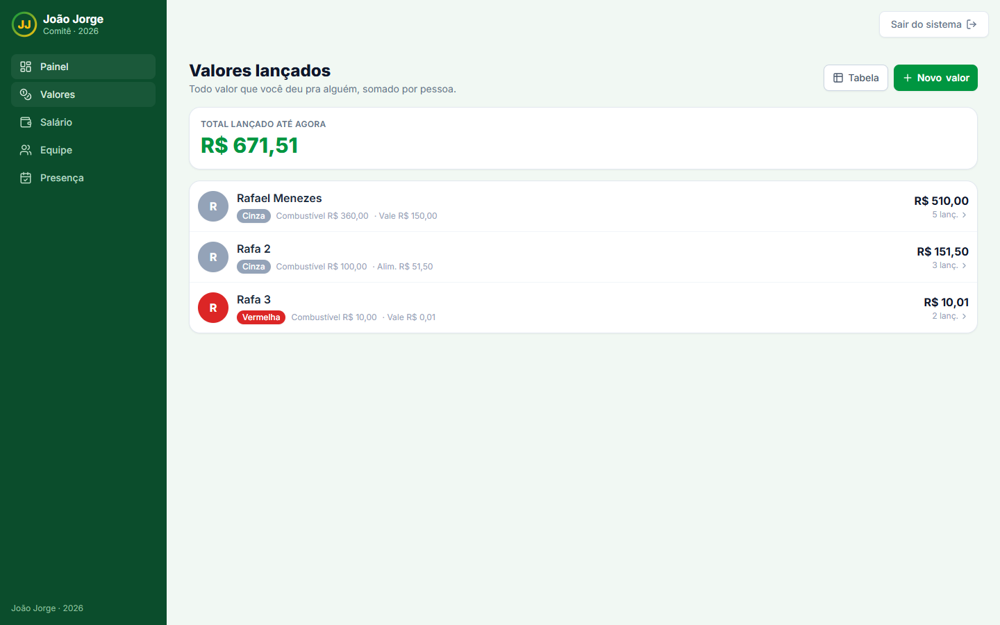 JJ
João Jorge
Comitê · 2026
Painel
Valores
Salário
Equipe
Presença
João Jorge · 2026
Sair do sistema
Valores lançados
Todo valor que você deu pra alguém, somado por pessoa.
Tabela
Novo valor
TOTAL LANÇADO ATÉ AGORA
R$ 671,51
R
Rafael Menezes
Cinza Combustível R$ 360,00 · Vale R$ 150,00
R$ 510,00
5 lanç.
R
Rafa 2
Cinza Combustível R$ 100,00 · Alim. R$ 51,50
R$ 151,50
3 lanç.
R
Rafa 3
Vermelha Combustível R$ 10,00 · Vale R$ 0,01
R$ 10,01
2 lanç.